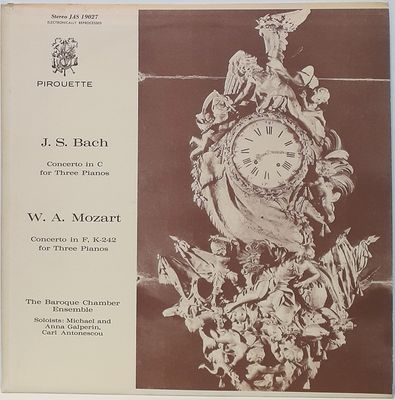 Stereo JAS 19027
ELECTRONICALLY REPROCESSED
PIROUETTE
J. S. Bach
Concerto in C
for Three Pianos
W. A. Mozart
Concerto in F, K-242
for Three Pianos
The Baroque Chamber
Ensemble
Soloists: Michael and
Anna Galperin,
Carl Antonescou